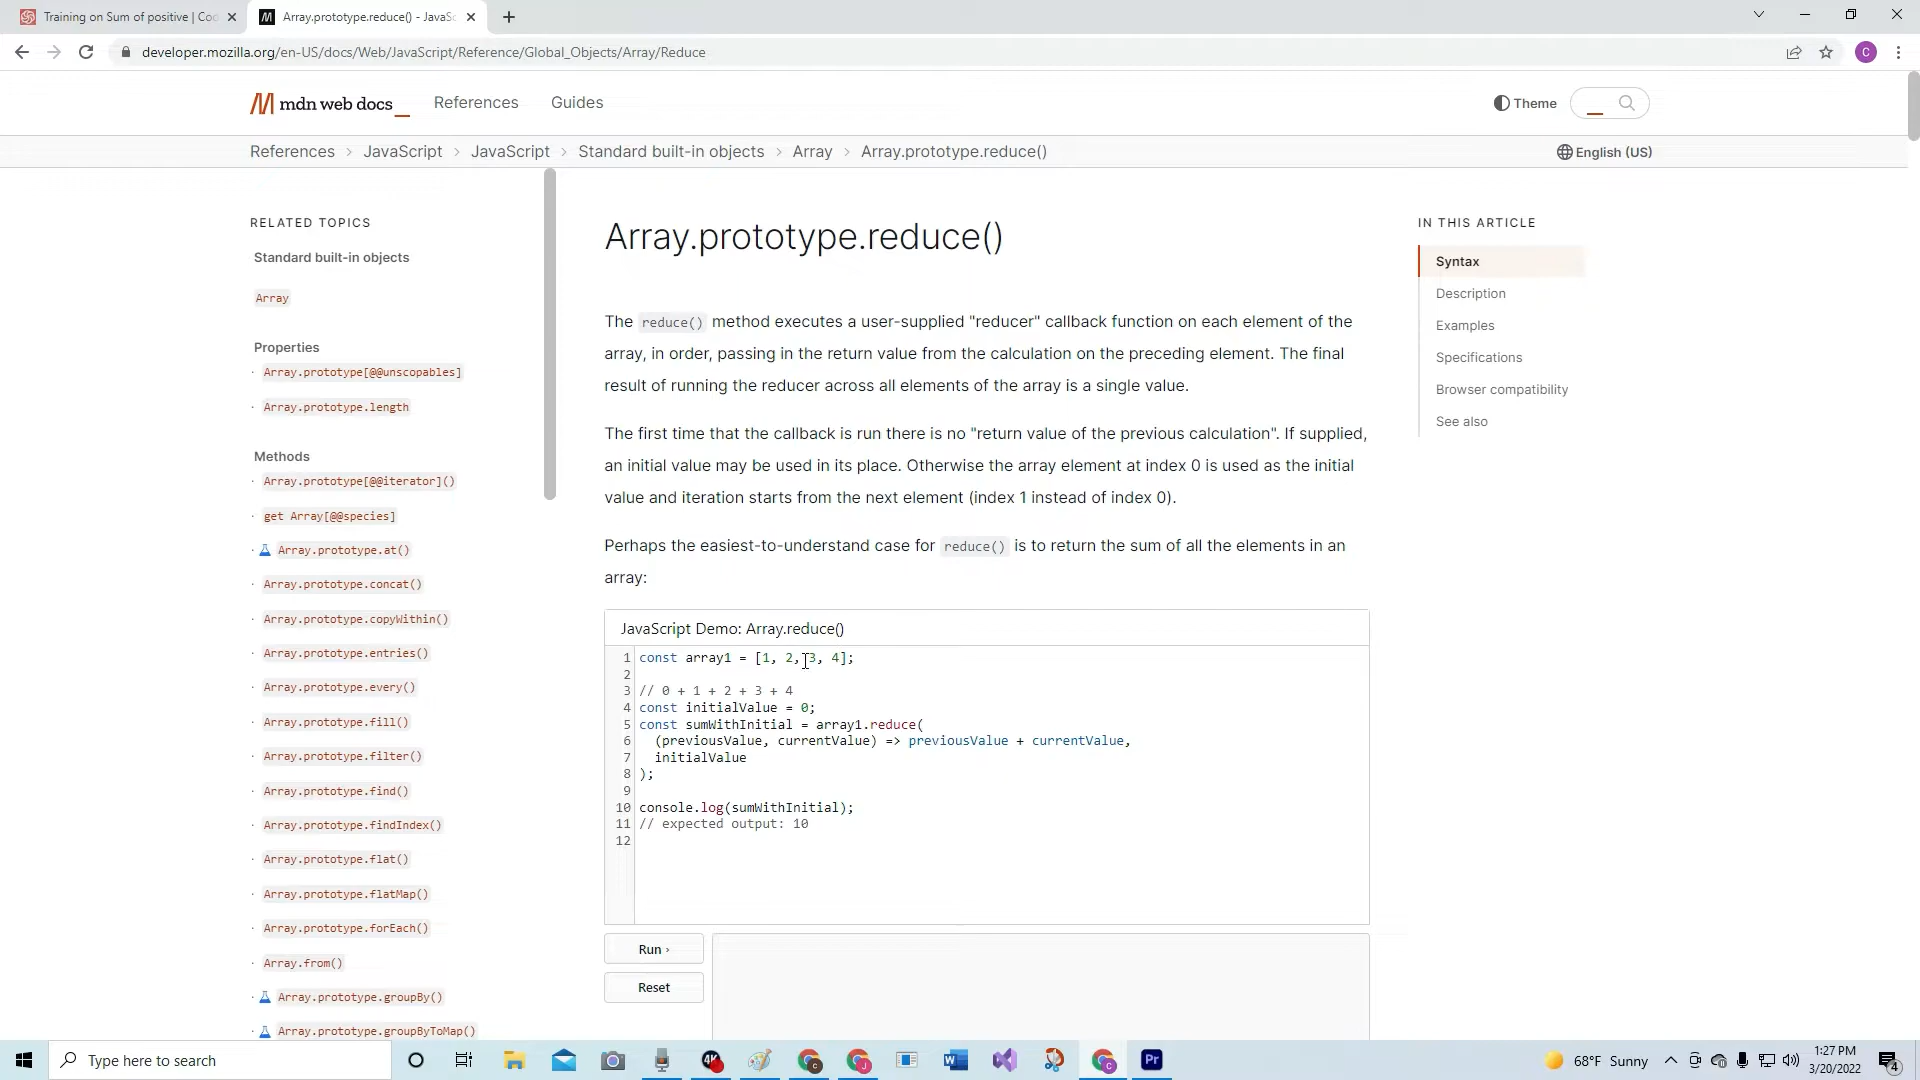 Training on Sum of positive | Coo
Array.prototype.reduce() - JavaSc
developer.mozilla.org/en-US/docs/Web/JavaScript/Reference/Global_Objects/Array/Reduce
C
mdn web docs_
References
Guides
Theme
References > JavaScript > JavaScript > Standard built-in objects > Array > Array.prototype.reduce()
English (US)
RELATED TOPICS
Standard built-in objects
Array
Properties
Array.prototype[@@unscopables]
Array.prototype.length
Methods
Array.prototype[@@iterator]()
get Array[@@species]
Array.prototype.at()
Array.prototype.concat()
Array.prototype.copyWithin()
Array.prototype.entries()
Array.prototype.every()
Array.prototype.fill()
Array.prototype.filter()
Array.prototype.find()
Array.prototype.findIndex()
Array.prototype.flat()
Array.prototype.flatMap()
Array.prototype.forEach()
Array.from()
Array.prototype.groupBy()
Array.prototype.groupByToMap()
Array.prototype.reduce()
The reduce() method executes a user-supplied "reducer" callback function on each element of the
array, in order, passing in the return value from the calculation on the preceding element. The final
result of running the reducer across all elements of the array is a single value.
The first time that the callback is run there is no "return value of the previous calculation". If supplied,
an initial value may be used in its place. Otherwise the array element at index 0 is used as the initial
value and iteration starts from the next element (index 1 instead of index 0).
Perhaps the easiest-to-understand case for reduce() is to return the sum of all the elements in an
array:
JavaScript Demo: Array.reduce()
1 const array1 = [1, 2, 3, 4];
2
3 // 0 + 1 + 2 + 3 + 4
4 const initialValue = 0;
5 const sumWithInitial = array1.reduce(
6   (previousValue, currentValue) => previousValue + currentValue,
7   initialValue
8 );
9
10 console.log(sumWithInitial);
11 // expected output: 10
12
Run ›
Reset
IN THIS ARTICLE
Syntax
Description
Examples
Specifications
Browser compatibility
See also
Type here to search
68°F Sunny
1:27 PM
3/20/2022
4